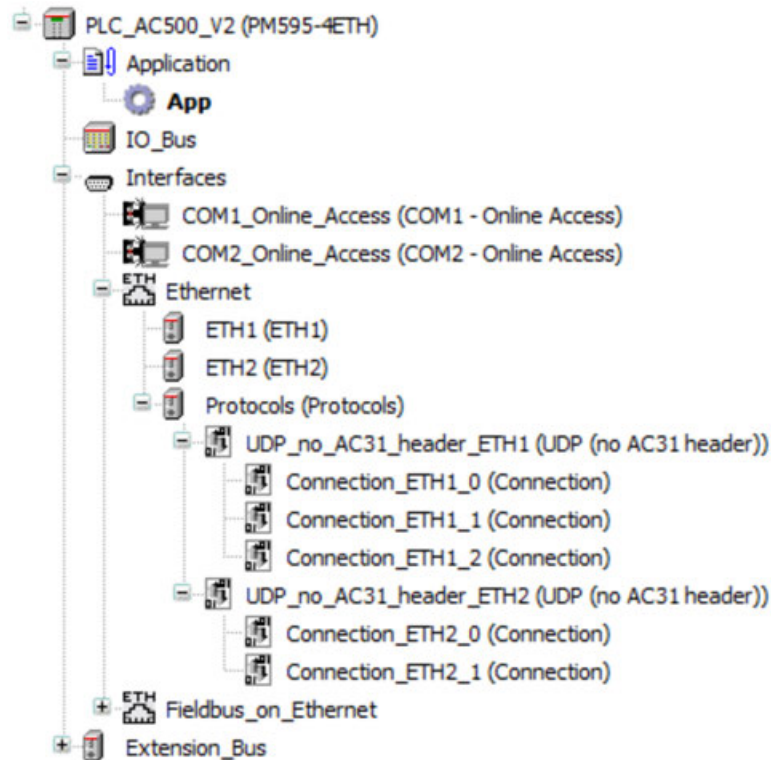 PLC_AC500_V2 (PM595-4ETH)
Application
App
IO_Bus
Interfaces
COM1_Online_Access (COM1 - Online Access)
COM2_Online_Access (COM2 - Online Access)
ETH
Ethernet
ETH1 (ETH1)
ETH2 (ETH2)
Protocols (Protocols)
UDP_no_AC31_header_ETH1 (UDP (no AC31 header))
Connection_ETH1_0 (Connection)
Connection_ETH1_1 (Connection)
Connection_ETH1_2 (Connection)
UDP_no_AC31_header_ETH2 (UDP (no AC31 header))
Connection_ETH2_0 (Connection)
Connection_ETH2_1 (Connection)
ETH
Fieldbus_on_Ethernet
Extension_Bus